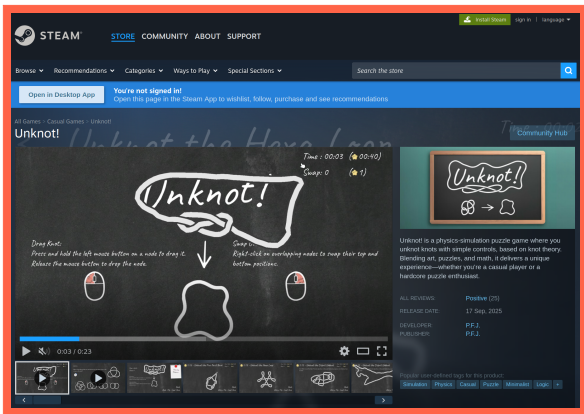 STEAM
STORE COMMUNITY ABOUT SUPPORT
Install Steam sign in | language
Browse Recommendations Categories Ways to Play Special Sections Search the store
Open in Desktop App
You're not signed in!
Open this page in the Steam App to wishlist, follow, purchase and see recommendations
All Games > Casual Games > Unknot!
Unknot!
Community Hub
Time : 00:03 (00:40)
Swap: 0 (1)
Unknot!
Drag Knot:
Press and hold the left mouse button on a node to drag it.
Release the mouse button to drop the node.
Swap
Right-click on overlapping nodes to swap their top and
bottom positions.
0:03 / 0:23
Unknot!
Unknot! is a physics-simulation puzzle game where you
unknot knots with simple controls, based on knot theory.
Blending art, puzzles, and math, it delivers a unique
experience—whether you're a casual player or a
hardcore puzzle enthusiast.
ALL REVIEWS: Positive (25)
RELEASE DATE: 17 Sep, 2025
DEVELOPER: P.F.J.
PUBLISHER: P.F.J.
Popular user-defined tags for this product:
Simulation Physics Casual Puzzle Minimalist Logic +